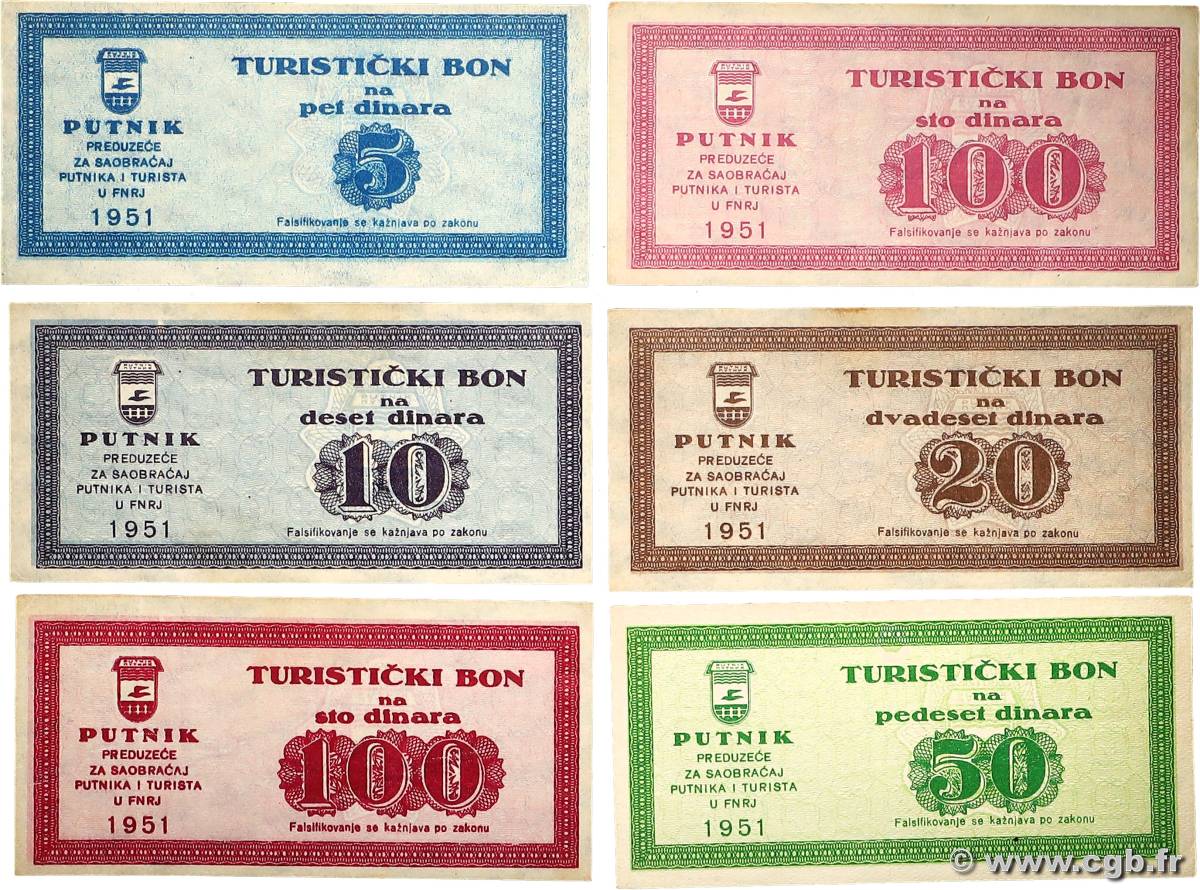 PUTNIK
PREDUZEĆE
ZA SAOBRAĆAJ
PUTNIKA I TURISTA
U FNRJ
1951
TURISTIČKI BON
na
pet dinara
5
Falsifikovanje se kažnjava po zakonu
PUTNIK
PREDUZEĆE
ZA SAOBRAĆAJ
PUTNIKA I TURISTA
U FNRJ
1951
TURISTIČKI BON
na
sto dinara
100
Falsifikovanje se kažnjava po zakonu
PUTNIK
PREDUZEĆE
ZA SAOBRAĆAJ
PUTNIKA I TURISTA
U FNRJ
1951
TURISTIČKI BON
na
deset dinara
10
Falsifikovanje se kažnjava po zakonu
PUTNIK
PREDUZEĆE
ZA SAOBRAĆAJ
PUTNIKA I TURISTA
U FNRJ
1951
TURISTIČKI BON
na
dvadeset dinara
20
Falsifikovanje se kažnjava po zakonu
PUTNIK
PREDUZEĆE
ZA SAOBRAĆAJ
PUTNIKA I TURISTA
U FNRJ
1951
TURISTIČKI BON
na
sto dinara
100
Falsifikovanje se kažnjava po zakonu
PUTNIK
PREDUZEĆE
ZA SAOBRAĆAJ
PUTNIKA I TURISTA
U FNRJ
1951
TURISTIČKI BON
na
pedeset dinara
50
Falsifikovanje se kažnjava po zakonu
© www.cgb.fr